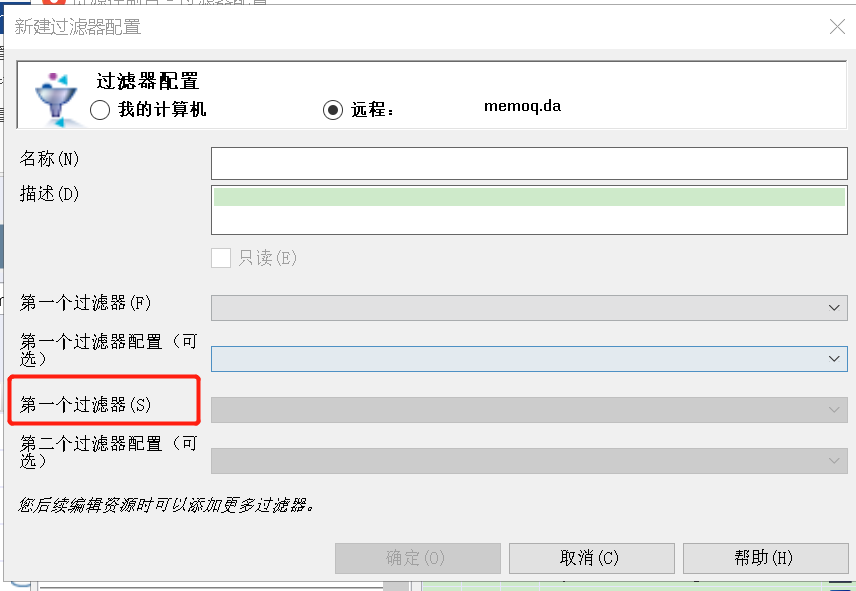 新建过滤器配置
过滤器配置
我的计算机 远程: memoq.da
名称(N)
描述(D)
只读(E)
第一个过滤器(F)
第一个过滤器配置（可
选）
第一个过滤器(S)
第二个过滤器配置（可
选）
您后续编辑资源时可以添加更多过滤器。
确定(O) 取消(C) 帮助(H)